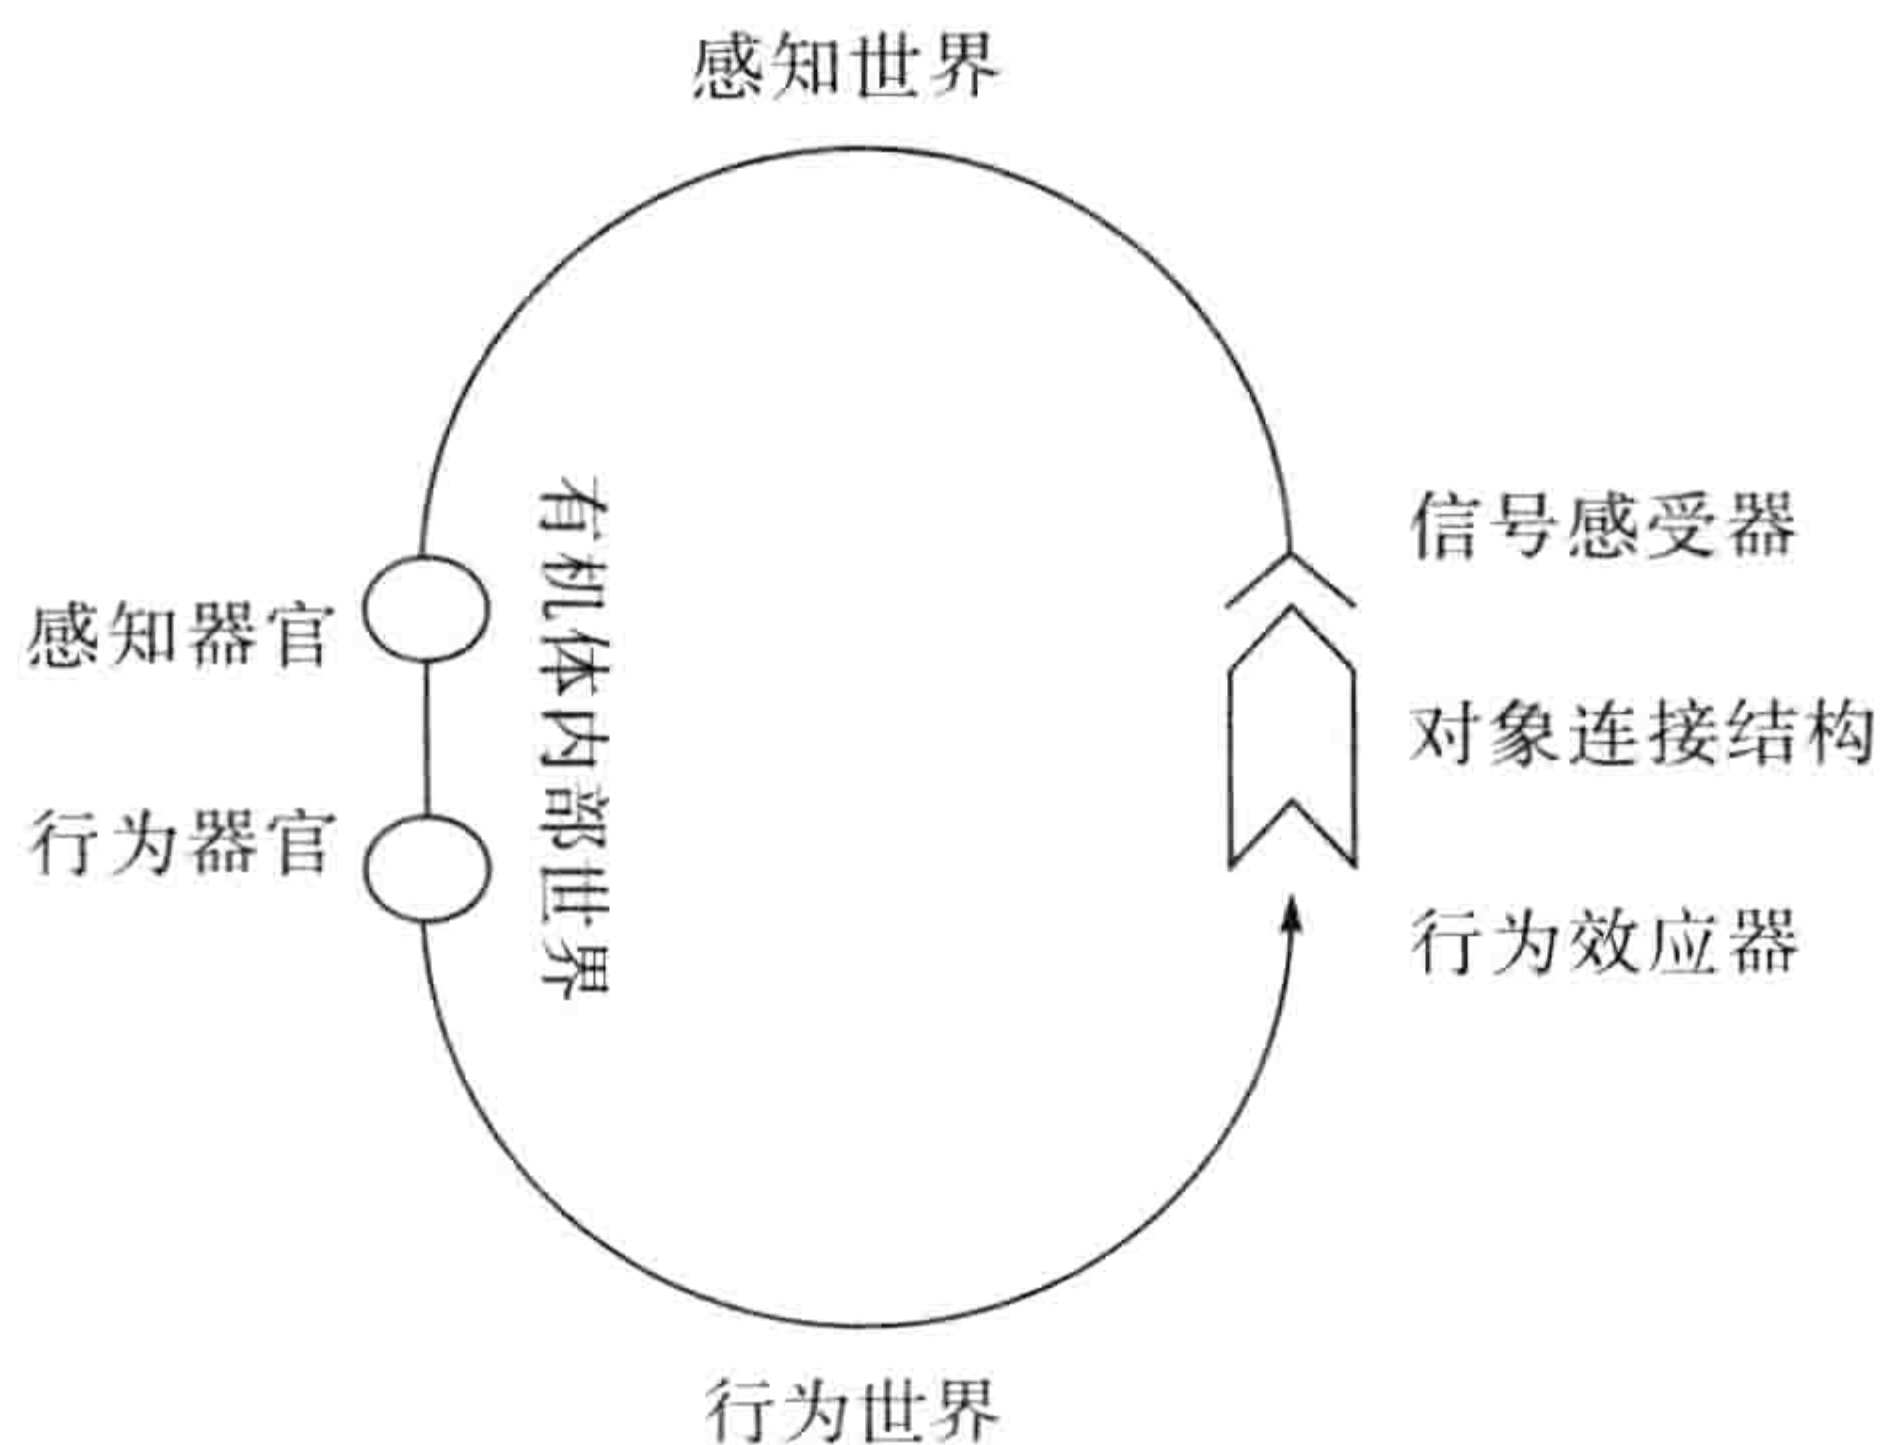 感知世界
信号感受器
感知器官
有机体内部世界
对象连接结构
行为器官
行为效应器
行为世界